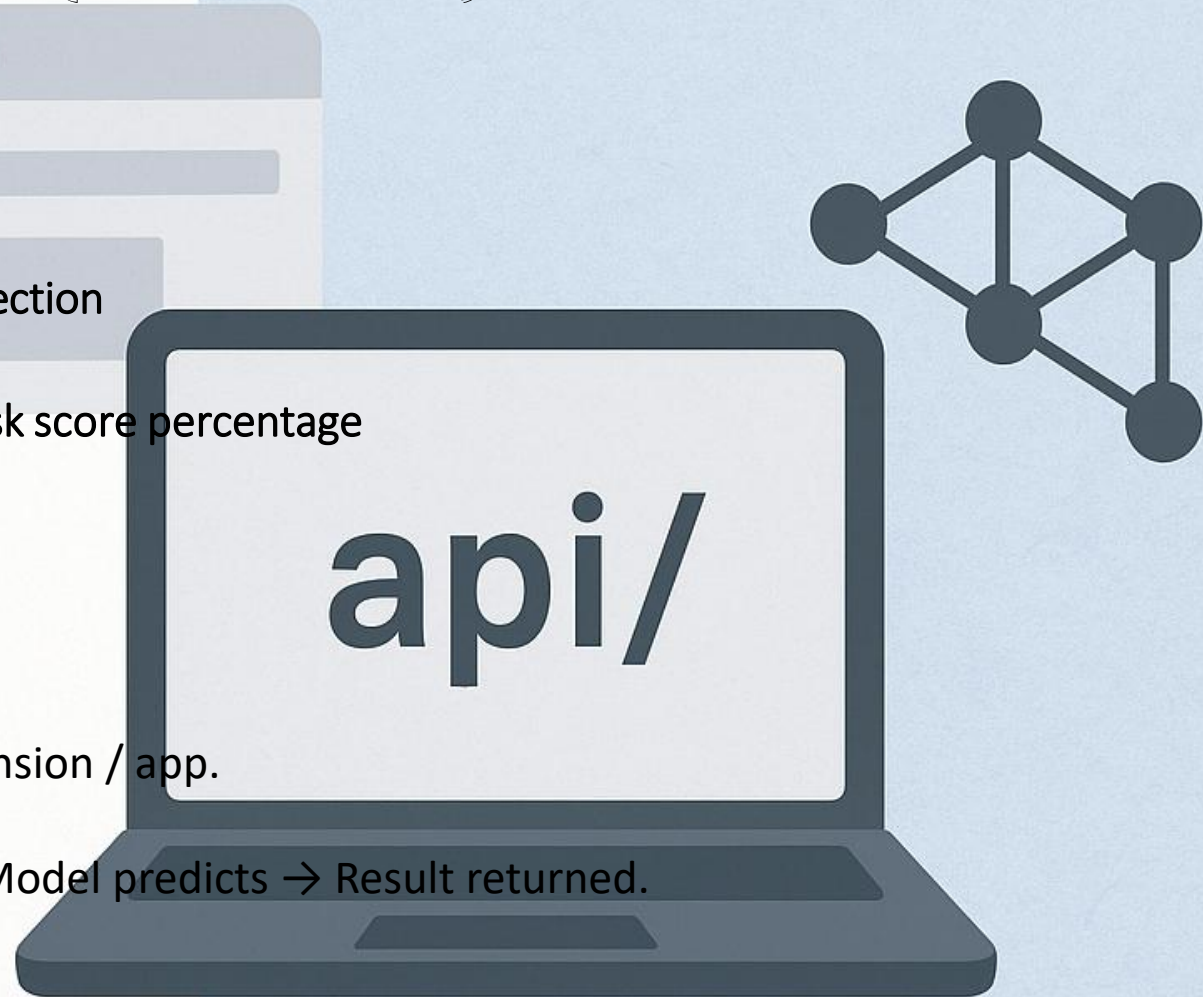 ection
sk score percentage
api/
nsion / app.
Model predicts → Result returned.